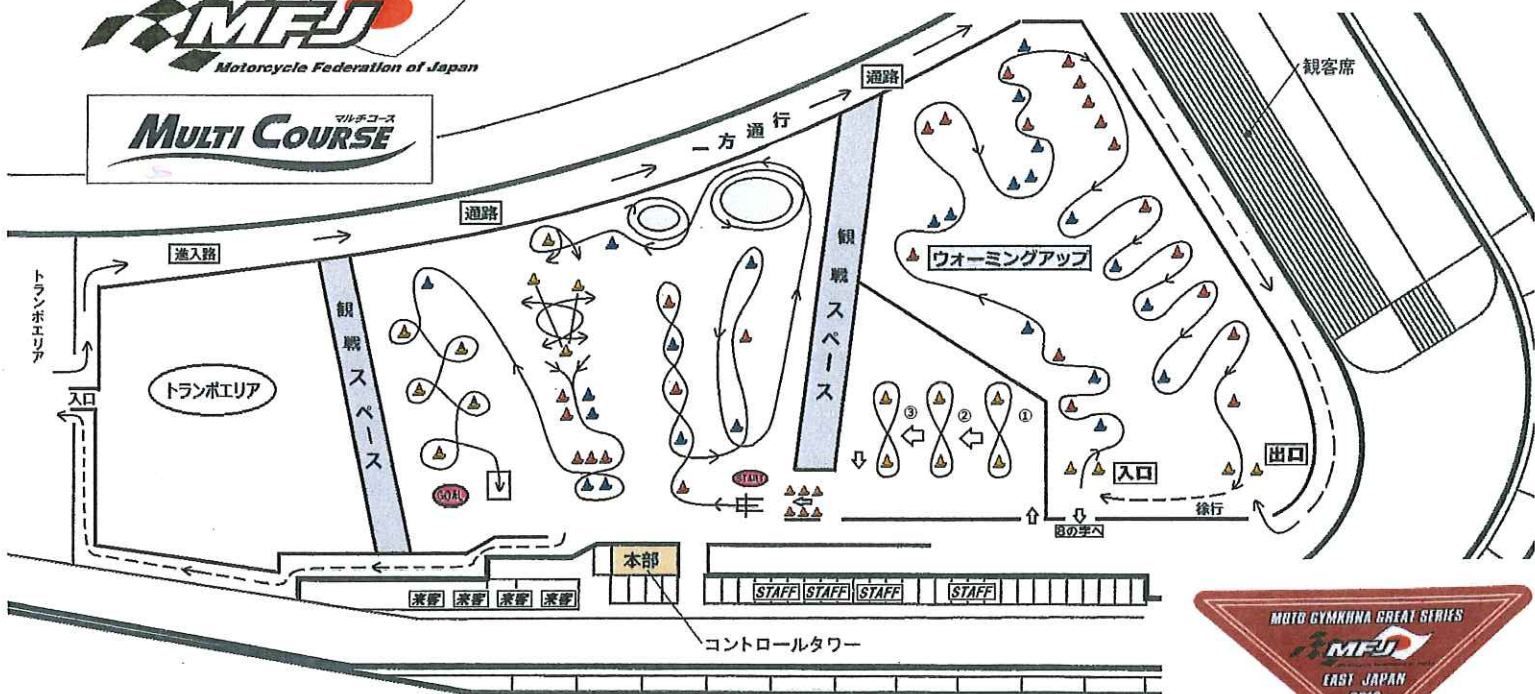 MFJ
Motorcycle Federation of Japan
マルチコース
MULTI COURSE
通路
観客席
一方通行
通路
進入路
トランポエリア
入口
トランポエリア
観戦スペース
観戦スペース
ウォーミングアップ
③
②
①
GOAL
START
入口
出口
徐行
8の字へ
本部
来客
来客
来客
来客
STAFF
STAFF
STAFF
STAFF
コントロールタワー
MOTO GYMKHNA GREAT SERIES
MFJ
EAST JAPAN